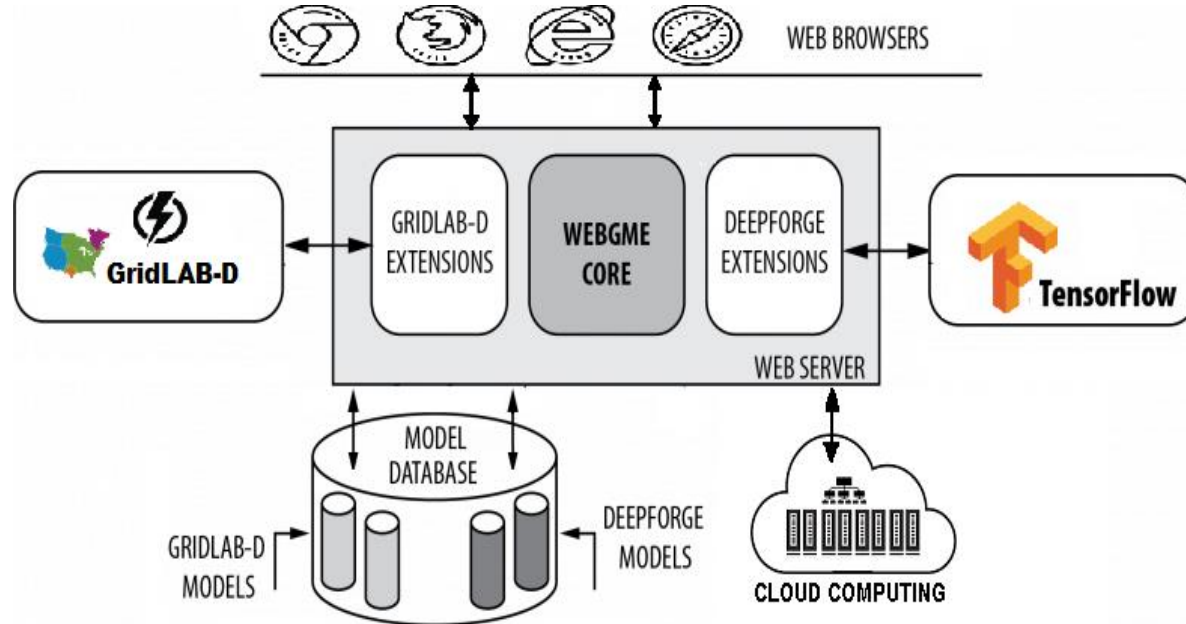 WEB BROWSERS
GRIDLAB-D
EXTENSIONS
WEBGME
CORE
DEEPFORGE
EXTENSIONS
GridLAB-D
TensorFlow
WEB SERVER
MODEL
DATABASE
GRIDLAB-D
MODELS
DEEPFORGE
MODELS
CLOUD COMPUTING